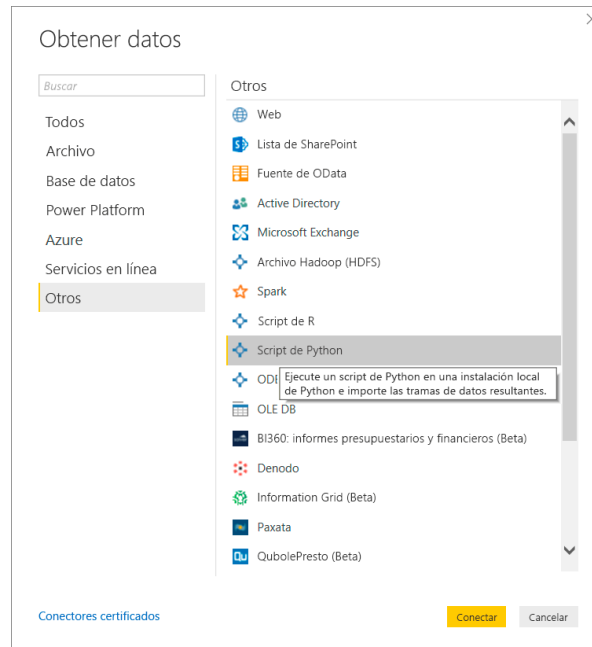 Obtener datos
Buscar
Todos
Archivo
Base de datos
Power Platform
Azure
Servicios en línea
Otros
Otros
Web
Lista de SharePoint
Fuente de OData
Active Directory
Microsoft Exchange
Archivo Hadoop (HDFS)
Spark
Script de R
Script de Python
Ejecute un script de Python en una instalación local
de Python e importe las tramas de datos resultantes.
OLE DB
BI360: informes presupuestarios y financieros (Beta)
Denodo
Information Grid (Beta)
Paxata
QubolePresto (Beta)
Conectores certificados
Conectar
Cancelar